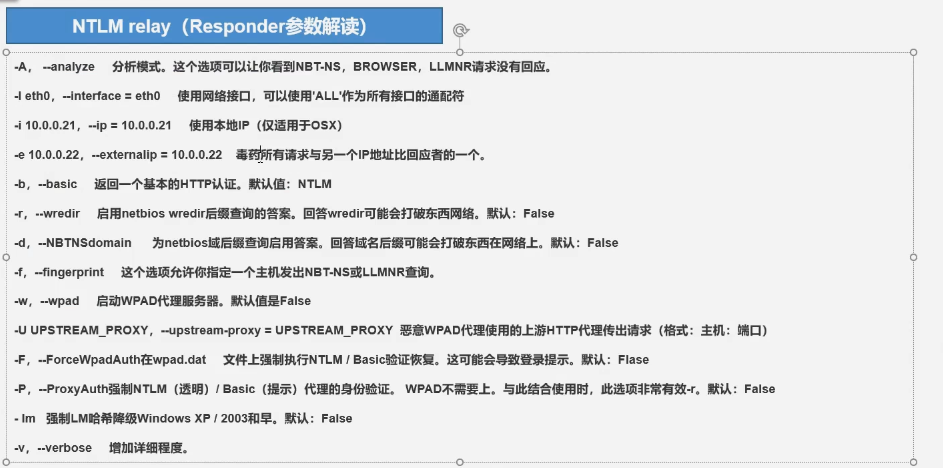 NTLM relay（Responder参数解读）
-A， --analyze 分析模式。这个选项可以让你看到NBT-NS，BROWSER，LLMNR请求没有回应。
-I eth0，--interface = eth0 使用网络接口，可以使用'ALL'作为所有接口的通配符
-i 10.0.0.21，--ip = 10.0.0.21 使用本地IP（仅适用于OSX）
-e 10.0.0.22，--externalip = 10.0.0.22 毒药所有请求与另一个IP地址比回应者的一个。
-b，--basic 返回一个基本的HTTP认证。默认值：NTLM
-r，--wredir 启用netbios wredir后缀查询的答案。回答wredir可能会打破东西网络。默认：False
-d，--NBTNSdomain 为netbios域后缀查询启用答案。回答域名后缀可能会打破东西在网络上。默认：False
-f，--fingerprint 这个选项允许你指定一个主机发出NBT-NS或LLMNR查询。
-w，--wpad 启动WPAD代理服务器。默认值是False
-U UPSTREAM_PROXY，--upstream-proxy = UPSTREAM_PROXY 恶意WPAD代理使用的上游HTTP代理传出请求（格式：主机：端口）
-F，--ForceWpadAuth在wpad.dat 文件上强制执行NTLM / Basic验证恢复。这可能会导致登录提示。默认：Flase
-P，--ProxyAuth强制NTLM（透明）/ Basic（提示）代理的身份验证。 WPAD不需要上。与此结合使用时，此选项非常有效-r。默认：False
- lm 强制LM哈希降级Windows XP / 2003和早。默认：False
-v，--verbose 增加详细程度。